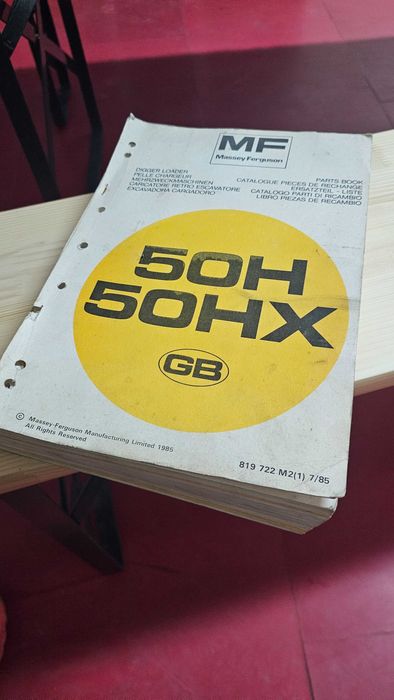 MF
Massey Ferguson
DIGGER LOADER
PELLE CHARGEUR
MEHRZWECKMASCHINEN
CARICATORE RETRO ESCAVATORE
EXCAVADORA CARGADORO
PARTS BOOK
CATALOGUE PIECES DE RECHANGE
ERSATZTEIL - LISTE
CATALOGO PARTI DI RICAMBIO
LIBRO PIEZAS DE RECAMBIO
50H
50HX
GB
© Massey-Ferguson Manufacturing Limited 1985
All Rights Reserved
819 722 M2(1) 7/85